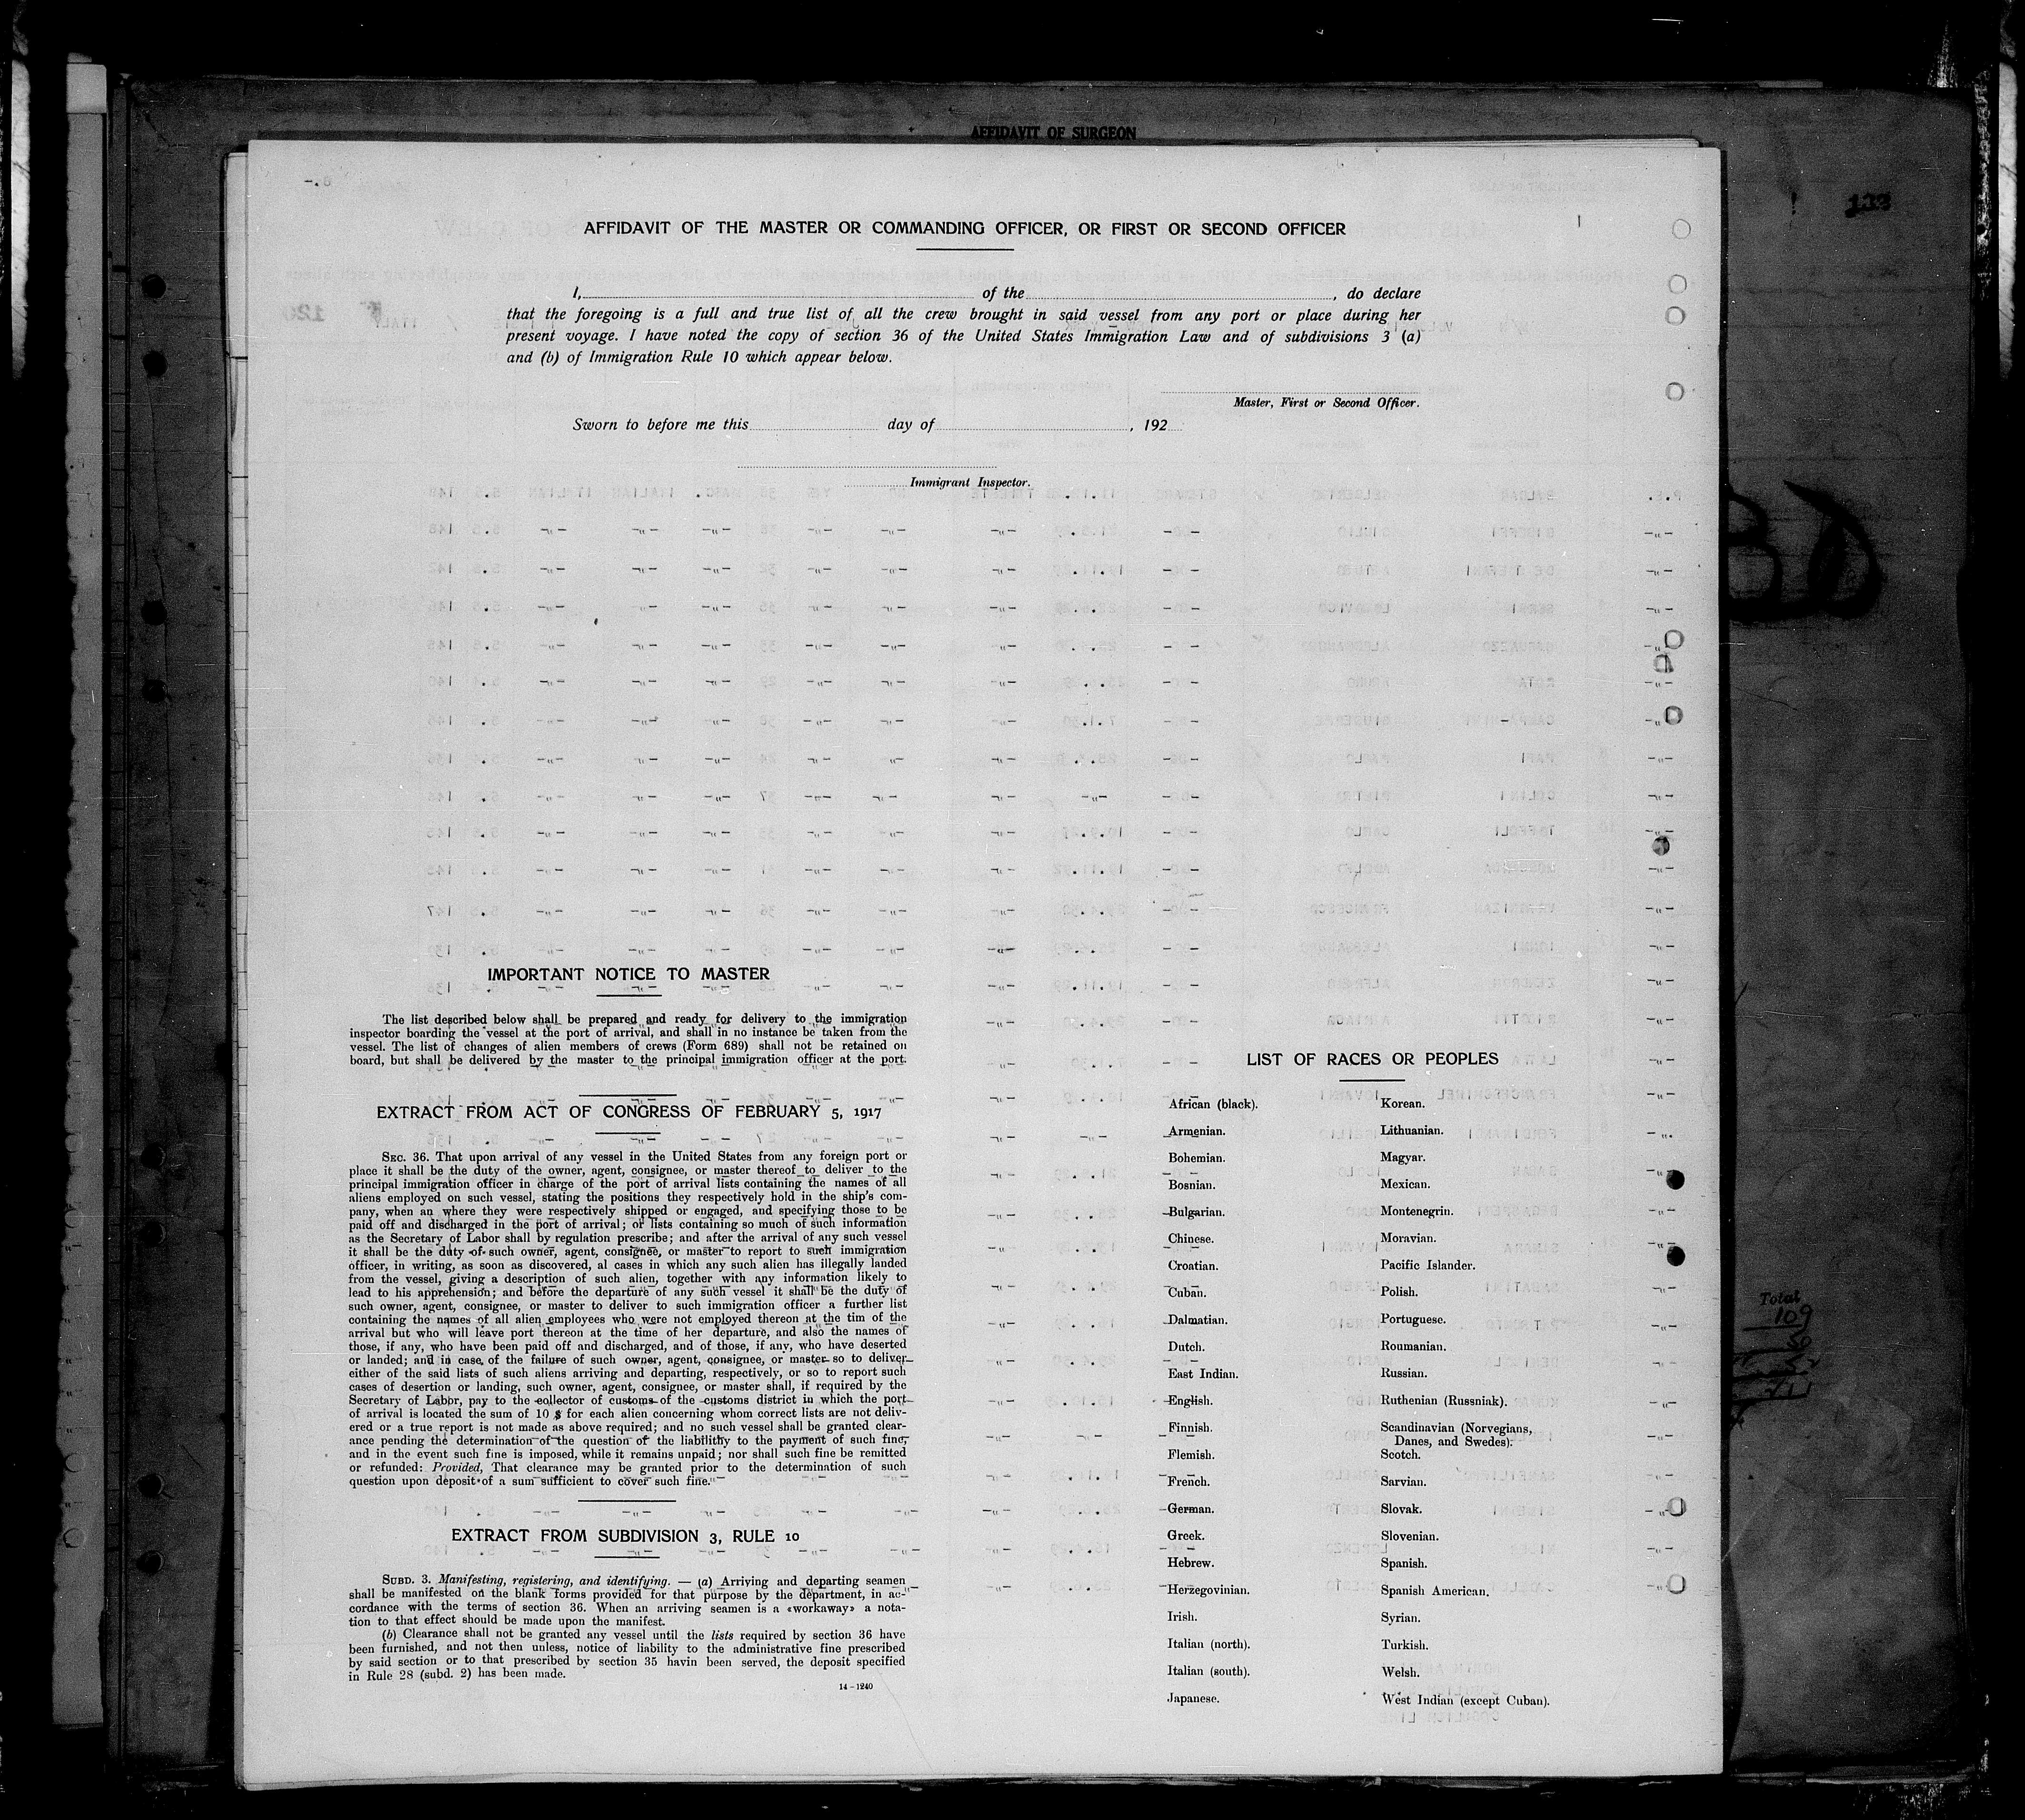 AFFIDAVIT OF SURGEON
AFFIDAVIT OF THE MASTER OR COMMANDING OFFICER, OR FIRST OR SECOND OFFICER
I, of the , do declare
that the foregoing is a full and true list of all the crew brought in said vessel from any port or place during her
present voyage. I have noted the copy of section 36 of the United States Immigration Law and of subdivisions 3 (a)
and (b) of Immigration Rule 10 which appear below.
Master, First or Second Officer.
Sworn to before me this day of , 192
Immigrant Inspector.
IMPORTANT NOTICE TO MASTER
The list described below shall be prepared and ready for delivery to the immigration
inspector boarding the vessel at the port of arrival, and shall in no instance be taken from the
vessel. The list of changes of alien members of crews (Form 689) shall not be retained on
board, but shall be delivered by the master to the principal immigration officer at the port.
EXTRACT FROM ACT OF CONGRESS OF FEBRUARY 5, 1917
SEC. 36. That upon arrival of any vessel in the United States from any foreign port or
place it shall be the duty of the owner, agent, consignee, or master thereof to deliver to the
principal immigration officer in charge of the port of arrival lists containing the names of all
aliens employed on such vessel, stating the positions they respectively hold in the ship's com-
pany, when an where they were respectively shipped or engaged, and specifying those to be
paid off and discharged in the port of arrival; or lists containing so much of such information
as the Secretary of Labor shall by regulation prescribe; and after the arrival of any such vessel
it shall be the duty of such owner, agent, consignee, or master to report to such immigration
officer, in writing, as soon as discovered, al cases in which any such alien has illegally landed
from the vessel, giving a description of such alien, together with any information likely to
lead to his apprehension; and before the departure of any such vessel it shall be the duty of
such owner, agent, consignee, or master to deliver to such immigration officer a further list
containing the names of all alien employees who were not employed thereon at the tim of the
arrival but who will leave port thereon at the time of her departure, and also the names of
those, if any, who have been paid off and discharged, and of those, if any, who have deserted
or landed; and in case of the failure of such owner, agent, consignee, or master so to deliver
either of the said lists of such aliens arriving and departing, respectively, or so to report such
cases of desertion or landing, such owner, agent, consignee, or master shall, if required by the
Secretary of Labor, pay to the collector of customs of the customs district in which the port
of arrival is located the sum of 10 $ for each alien concerning whom correct lists are not deliv-
ered or a true report is not made as above required; and no such vessel shall be granted clear-
ance pending the determination of the question of the liabilithy to the payment of such fine,
and in the event such fine is imposed, while it remains unpaid; nor shall such fine be remitted
or refunded: Provided, That clearance may be granted prior to the determination of such
question upon deposit of a sum sufficient to cover such fine.
EXTRACT FROM SUBDIVISION 3, RULE 10
SUBD. 3. Manifesting, registering, and identifying. — (a) Arriving and departing seamen
shall be manifested on the blank forms provided for that purpose by the department, in ac-
cordance with the terms of section 36. When an arriving seamen is a «workaway» a nota-
tion to that effect should be made upon the manifest.
(b) Clearance shall not be granted any vessel until the lists required by section 36 have
been furnished, and not then unless, notice of liability to the administrative fine prescribed
by said section or to that prescribed by section 35 havin been served, the deposit specified
in Rule 28 (subd. 2) has been made.
14-1240
LIST OF RACES OR PEOPLES
African (black).
Armenian.
Bohemian.
Bosnian.
Bulgarian.
Chinese.
Croatian.
Cuban.
Dalmatian.
Dutch.
East Indian.
English.
Finnish.
Flemish.
French.
German.
Greek.
Hebrew.
Herzegovinian.
Irish.
Italian (north).
Italian (south).
Japanese.
Korean.
Lithuanian.
Magyar.
Mexican.
Montenegrin.
Moravian.
Pacific Islander.
Polish.
Portuguese.
Roumanian.
Russian.
Ruthenian (Russniak).
Scandinavian (Norvegians,
Danes, and Swedes).
Scotch.
Sarvian.
Slovak.
Slovenian.
Spanish.
Spanish American.
Syrian.
Turkish.
Welsh.
West Indian (except Cuban).
Total
109